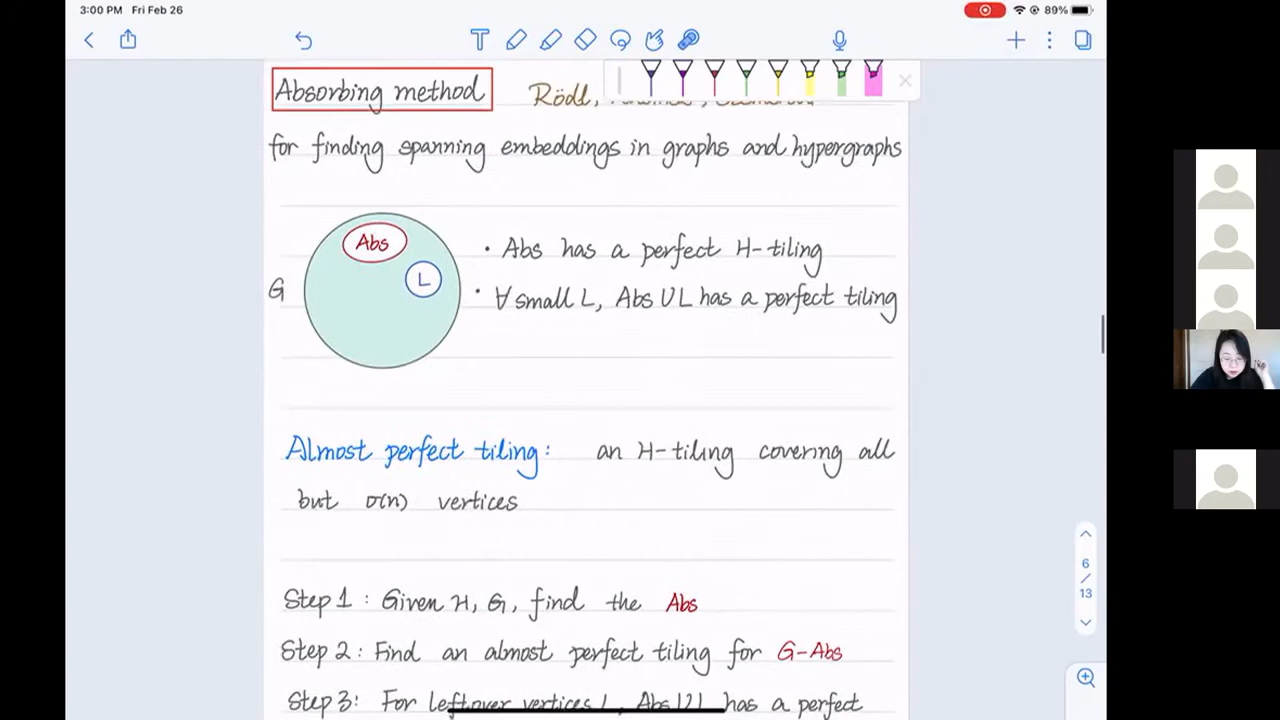 3:00 PM Fri Feb 26
89%
Absorbing method Rödl,
for finding spanning embeddings in graphs and hypergraphs
G
Abs
L
· Abs has a perfect H-tiling
· ∀ small L, Abs ∪ L has a perfect tiling
Almost perfect tiling: an H-tiling covering all
but o(n) vertices
Step 1: Given H, G, find the Abs
Step 2: Find an almost perfect tiling for G-Abs
Step 3: For leftover vertices L, Abs ∪ L has a perfect
6
/
13